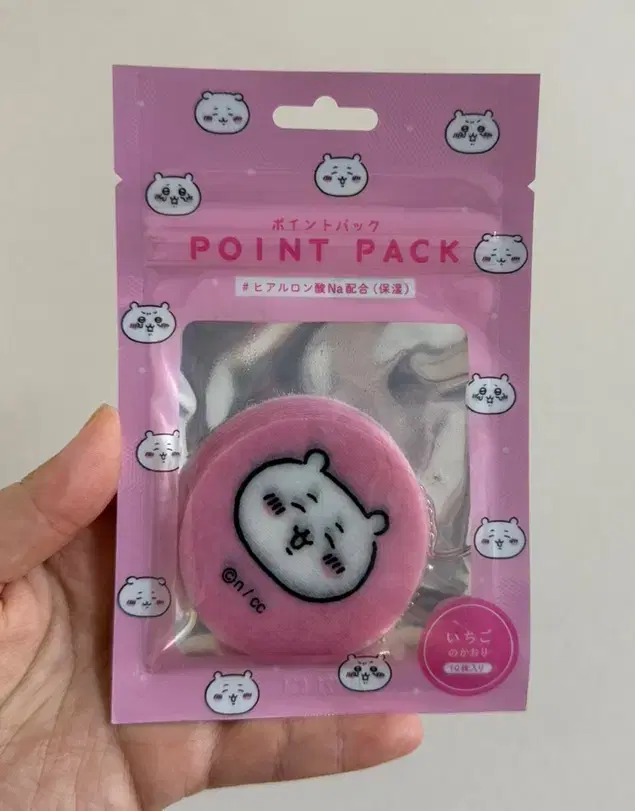 ポイントパック
POINT PACK
#ヒアルロン酸Na配合(保湿)
©n/cc
いちご
のかおり
10枚入り